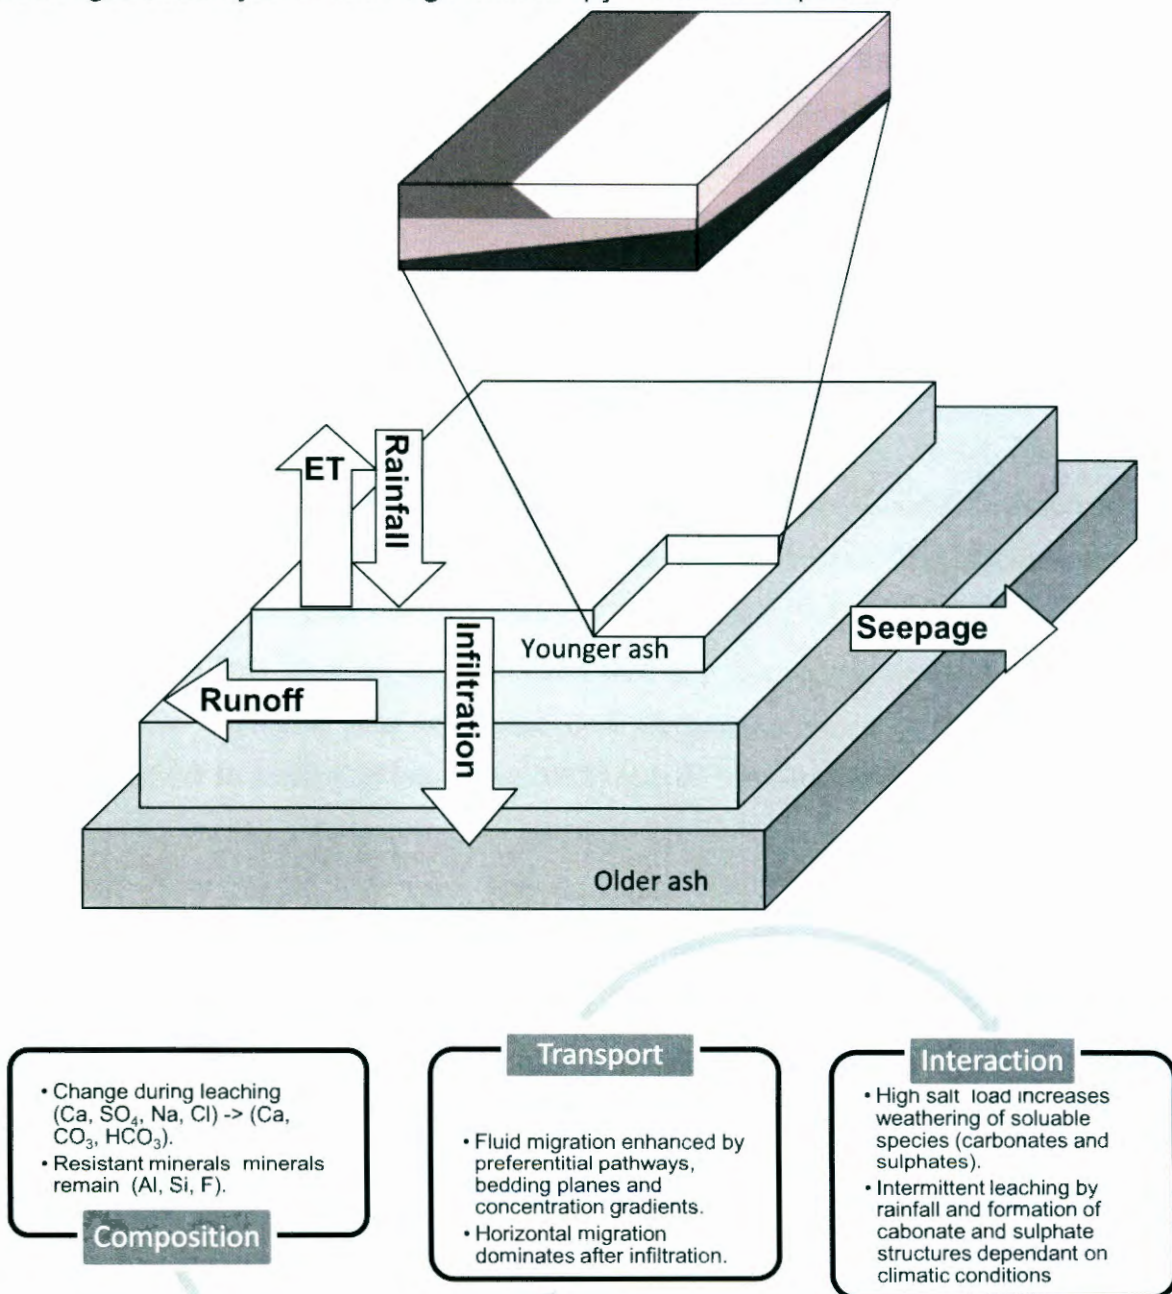 ET
Rainfall
Infiltration
Younger ash
Seepage
Runoff
Older ash
• Change during leaching
(Ca, SO₄, Na, Cl) -> (Ca,
CO₃, HCO₃).
• Resistant minerals minerals
remain (Al, Si, F).
Composition
Transport
• Fluid migration enhanced by
preferentitial pathways,
bedding planes and
concentration gradients.
• Horizontal migration
dominates after infiltration.
Interaction
• High salt load increases
weathering of soluable
species (carbonates and
sulphates).
• Intermittent leaching by
rainfall and formation of
cabonate and sulphate
structures dependant on
climatic conditions